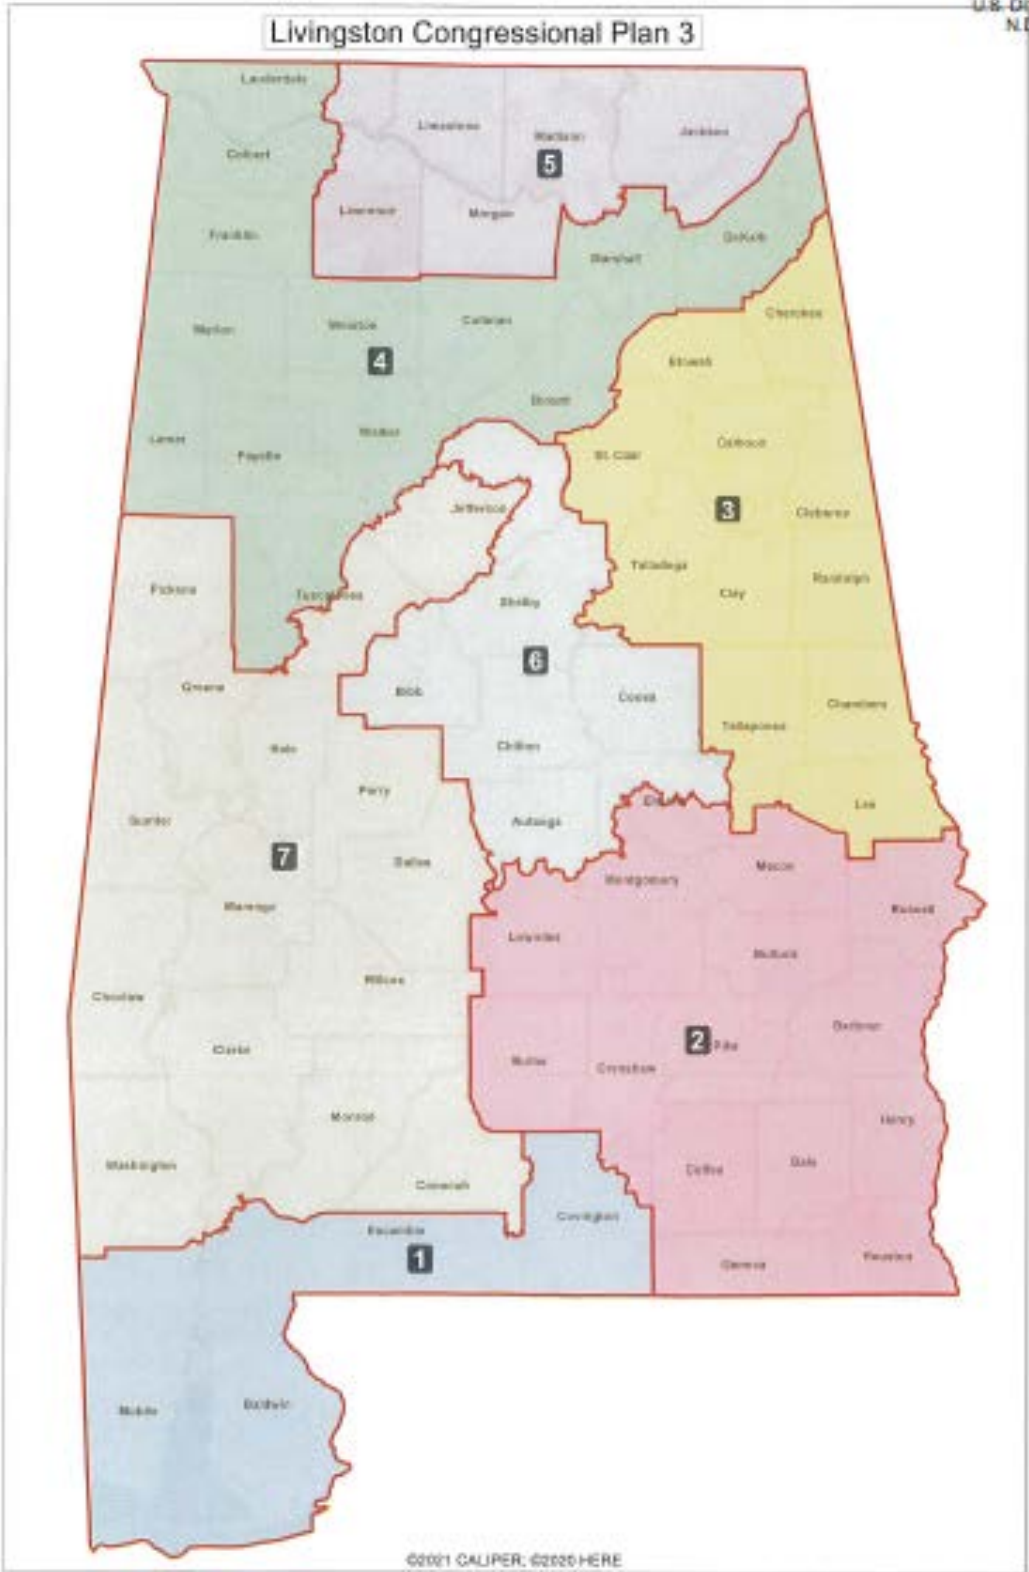 U.S. DI
N.D
Livingston Congressional Plan 3
Lauderdale
Limestone
Madison
Jackson
Colbert
5
Lawrence
Morgan
Franklin
DeKalb
Marshall
Marion
Winston
Cullman
Cherokee
4
Etowah
Blount
Lamar
Walker
Fayette
St. Clair
Calhoun
Jefferson
3
Cleburne
Pickens
Tuscaloosa
Talladega
Clay
Randolph
Shelby
6
Greene
Bibb
Coosa
Chambers
Hale
Chilton
Tallapoosa
Perry
Sumter
Autauga
Lee
7
Dallas
Montgomery
Macon
Marengo
Russell
Lowndes
Bullock
Wilcox
Choctaw
Clarke
Butler
Crenshaw
2
Pike
Barbour
Monroe
Henry
Washington
Conecuh
Coffee
Dale
Escambia
Covington
1
Geneva
Houston
Mobile
Baldwin
©2021 CALIPER; ©2020 HERE